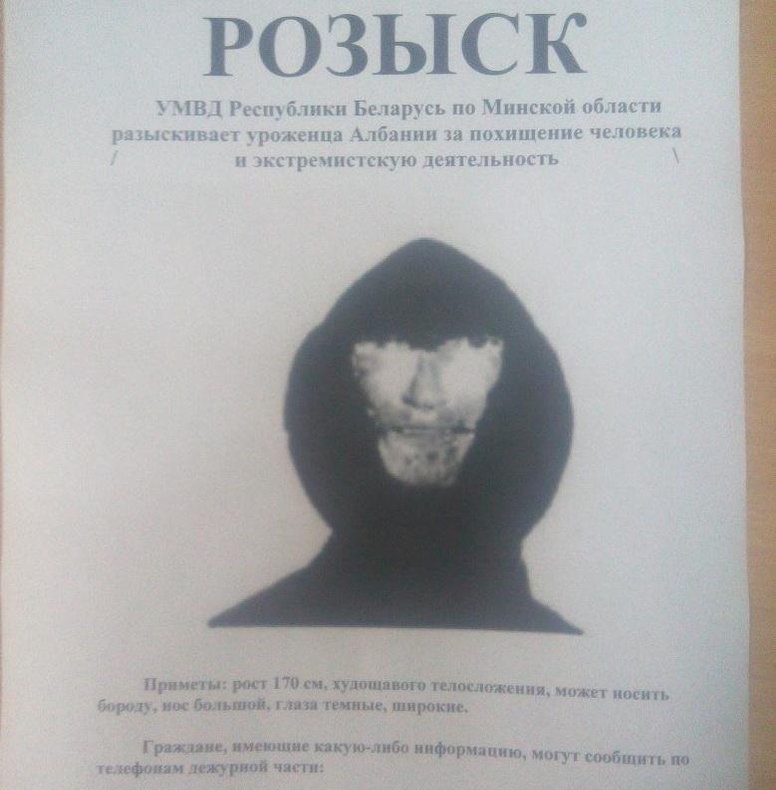 РОЗЫСК
УМВД Республики Беларусь по Минской области
разыскивает уроженца Албании за похищение человека
/ и экстремистскую деятельность \
Приметы: рост 170 см, худощавого телосложения, может носить
бороду, нос большой, глаза темные, широкие.
Граждане, имеющие какую-либо информацию, могут сообщить по
телефонам дежурной части: